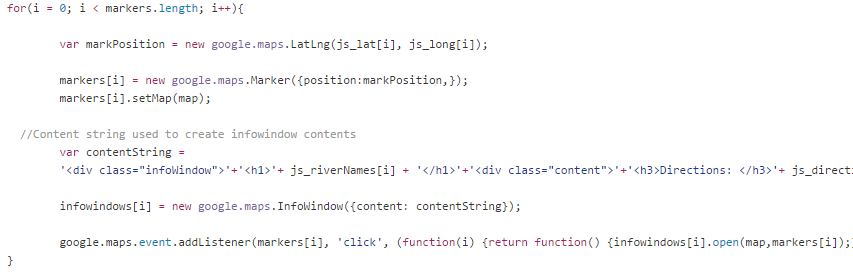 for(i = 0; i < markers.length; i++){
var markPosition = new google.maps.LatLng(js_lat[i], js_long[i]);
markers[i] = new google.maps.Marker({position:markPosition,});
markers[i].setMap(map);
//Content string used to create infowindow contents
var contentString =
'<div class="infoWindow">'+'<h1>'+ js_riverNames[i] + '</h1>'+'<div class="content">'+'<h3>Directions: </h3>'+ js_directi
infowindows[i] = new google.maps.InfoWindow({content: contentString});
google.maps.event.addListener(markers[i], 'click', (function(i) {return function() {infowindows[i].open(map,markers[i]);
}